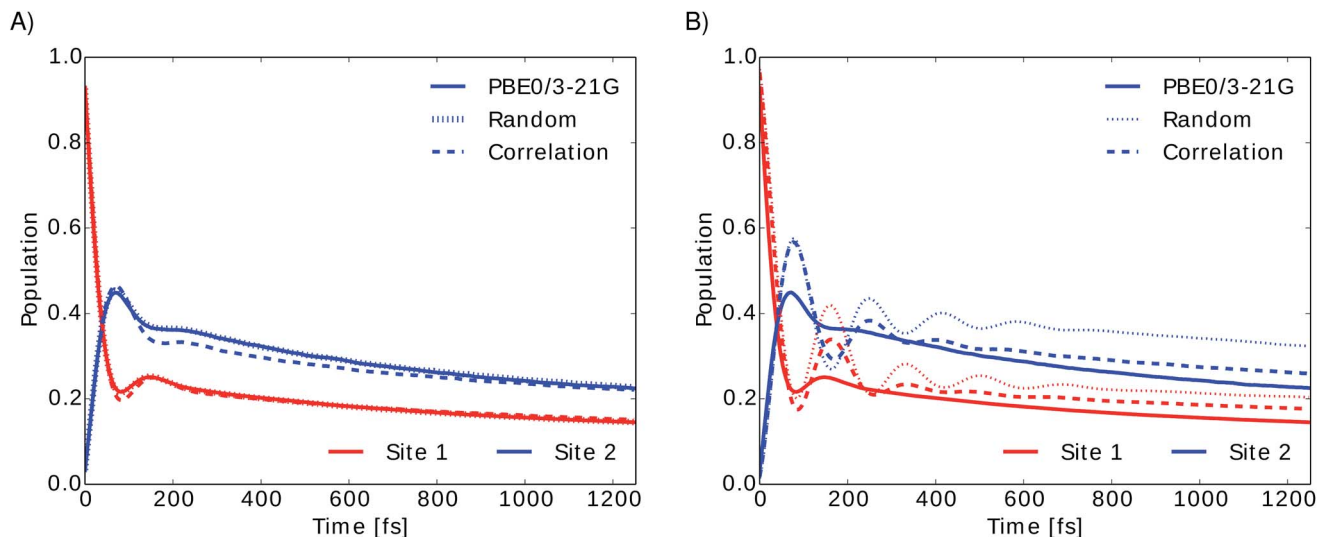 A)
1.0
0.8
0.6
0.4
0.2
0.0
Population
PBE0/3-21G
Random
Correlation
Site 1 Site 2
0 200 400 600 800 1000 1200
Time [fs]
B)
1.0
0.8
0.6
0.4
0.2
0.0
Population
PBE0/3-21G
Random
Correlation
Site 1 Site 2
0 200 400 600 800 1000 1200
Time [fs]